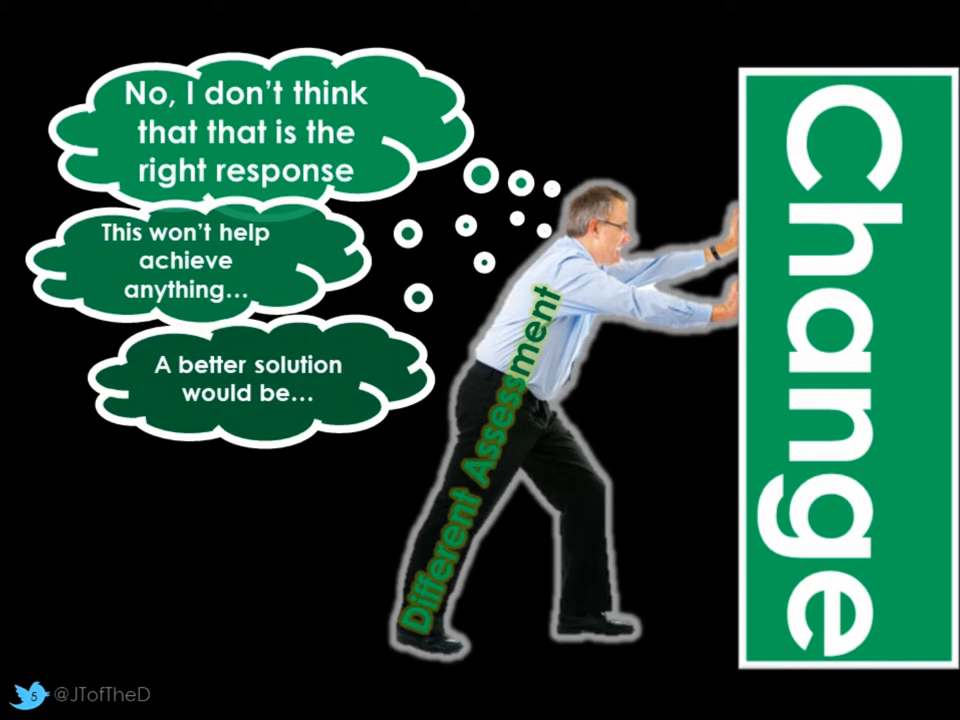 No, I don't think
that that is the
right response
This won't help
achieve
anything…
A better solution
would be…
Different Assessment
Change
5 @JTofTheD